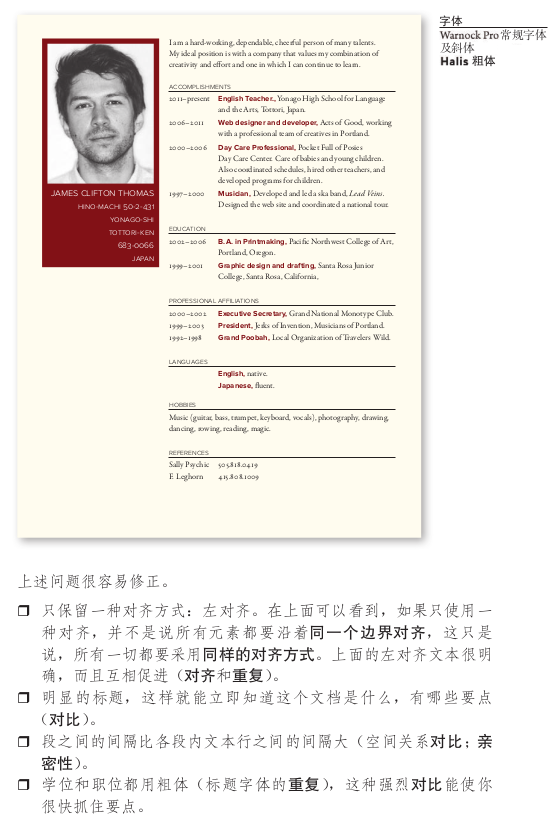 字体
Warnock Pro 常规字体
及斜体
Halis 粗体
I am a hard-working, dependable, cheerful person of many talents.
My ideal position is with a company that values my combination of
creativity and effort and one in which I can continue to learn.
ACCOMPLISHMENTS
2011–present English Teacher., Yonago High School for Language
and the Arts, Tottori, Japan.
2006–2011 Web designer and developer, Acts of Good, working
with a professional team of creatives in Portland.
2000–2006 Day Care Professional, Pocket Full of Posies
Day Care Center. Care of babies and young children.
Also coordinated schedules, hired other teachers, and
developed programs for children.
1997–2000 Musician, Developed and led a ska band, Lead Veins.
Designed the web site and coordinated a national tour.
JAMES CLIFTON THOMAS
HINO-MACHI 50-2-431
YONAGO-SHI
TOTTORI-KEN
683-0066
JAPAN
EDUCATION
2002–2006 B.A. in Printmaking, Pacific Northwest College of Art,
Portland, Oregon.
1999–2001 Graphic design and drafting, Santa Rosa Junior
College, Santa Rosa, California,
PROFESSIONAL AFFILIATIONS
2000–2002 Executive Secretary, Grand National Monotype Club.
1999–2005 President, Jerks of Invention, Musicians of Portland.
1992–1998 Grand Poobah, Local Organization of Travelers Wild.
LANGUAGES
English, native.
Japanese, fluent.
HOBBIES
Music (guitar, bass, trumpet, keyboard, vocals), photography, drawing,
dancing, rowing, reading, magic.
REFERENCES
Sally Psychic 505.818.0419
F. Leghorn 415.808.1009
上述问题很容易修正。
❒ 只保留一种对齐方式：左对齐。在上面可以看到，如果只使用一
种对齐，并不是说所有元素都要沿着同一个边界对齐，这只是
说，所有一切都要采用同样的对齐方式。上面的左对齐文本很明
确，而且互相促进（对齐和重复）。
❒ 明显的标题，这样就能立即知道这个文档是什么，有哪些要点
（对比）。
❒ 段之间的间隔比各段内文本行之间的间隔大（空间关系对比；亲
密性）。
❒ 学位和职位都用粗体（标题字体的重复），这种强烈对比能使你
很快抓住要点。